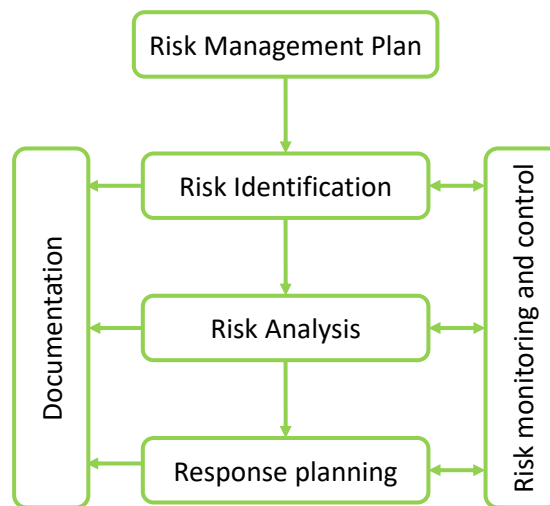 Risk Management Plan
Risk Identification
Risk Analysis
Response planning
Documentation
Risk monitoring and control